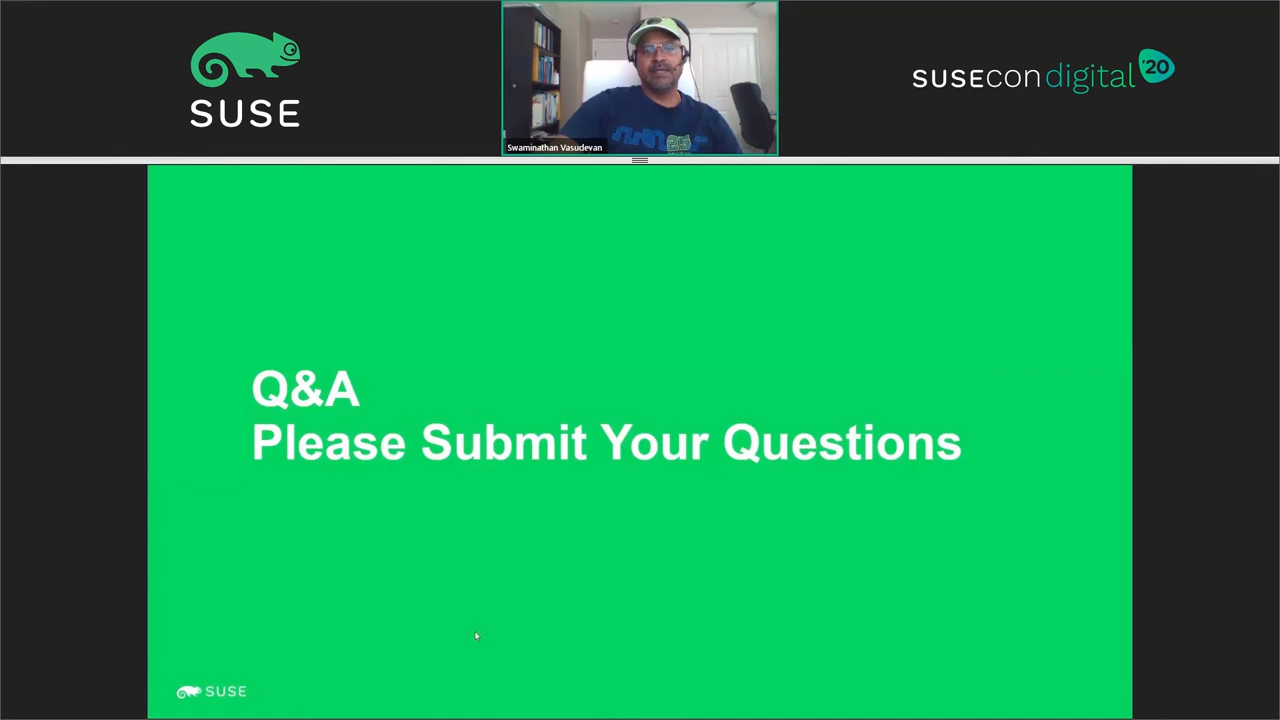 SUSE
Swaminathan Vasudevan
SUSECON digital '20
Q&A
Please Submit Your Questions
SUSE